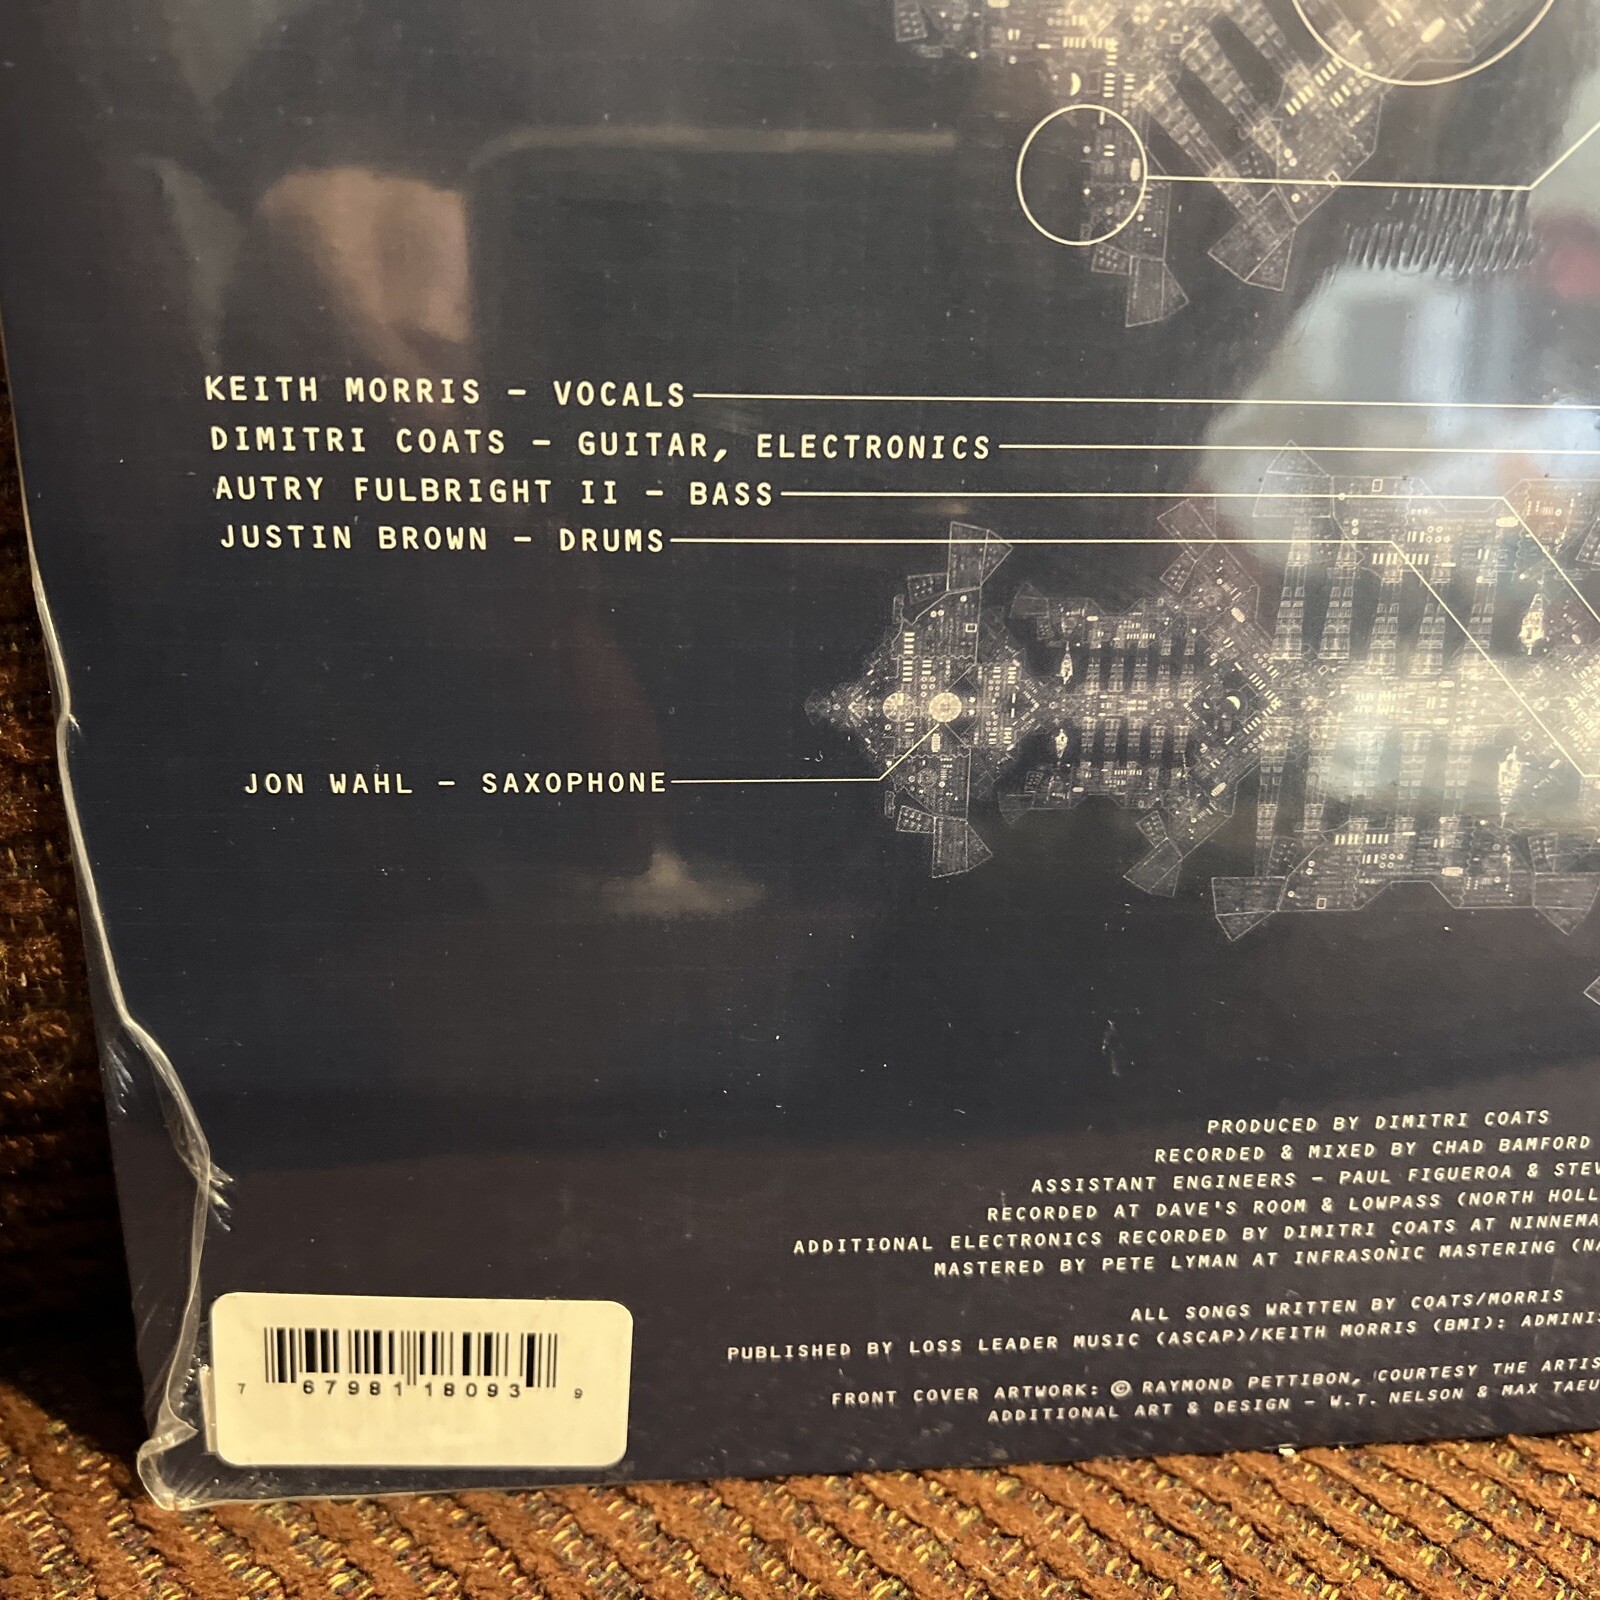 KEITH MORRIS – VOCALS
DIMITRI COATS – GUITAR, ELECTRONICS
AUTRY FULBRIGHT II – BASS
JUSTIN BROWN – DRUMS
JON WAHL – SAXOPHONE
PRODUCED BY DIMITRI COATS
RECORDED & MIXED BY CHAD BAMFORD
ASSISTANT ENGINEERS – PAUL FIGUEROA &
RECORDED AT DAVE'S ROOM & LOWPASS (NORTH
ADDITIONAL ELECTRONICS RECORDED BY DIMITRI COATS AT
MASTERED BY PETE LYMAN AT INFRASONIC MASTERING
ALL SONGS WRITTEN BY COATS/MORRIS
PUBLISHED BY LOSS LEADER MUSIC (ASCAP)/KEITH MORRIS (BMI):
FRONT COVER ARTWORK: © RAYMOND PETTIBON, COURTESY THE
ADDITIONAL ART & DESIGN – W.T. NELSON & MAX
7 67981 18093 9